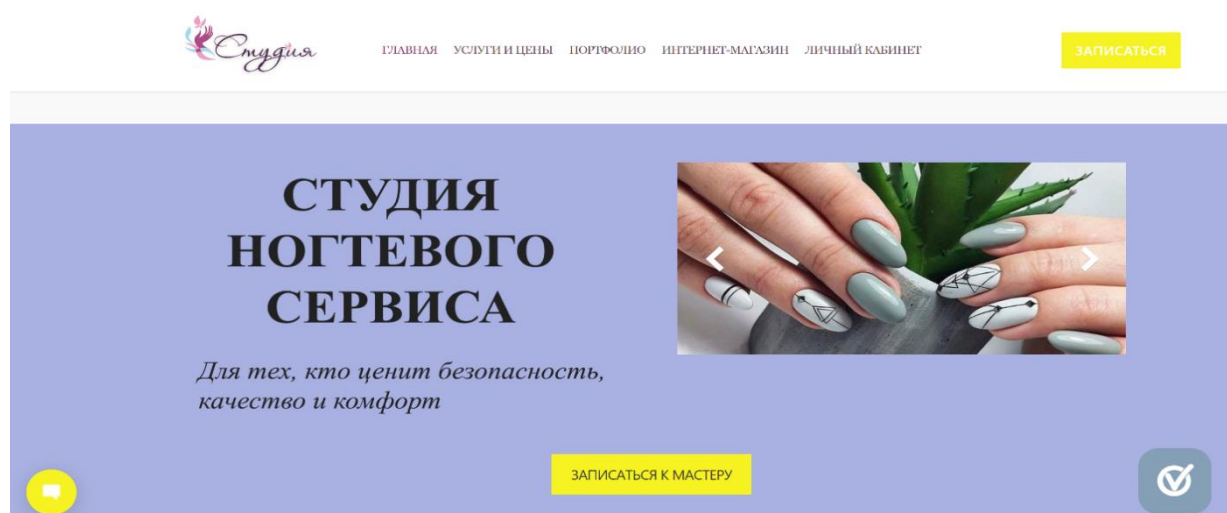 Студия
ГЛАВНАЯ УСЛУГИ И ЦЕНЫ ПОРТФОЛИО ИНТЕРНЕТ-МАГАЗИН ЛИЧНЫЙ КАБИНЕТ
ЗАПИСАТЬСЯ
СТУДИЯ
НОГТЕВОГО
СЕРВИСА
Для тех, кто ценит безопасность,
качество и комфорт
ЗАПИСАТЬСЯ К МАСТЕРУ